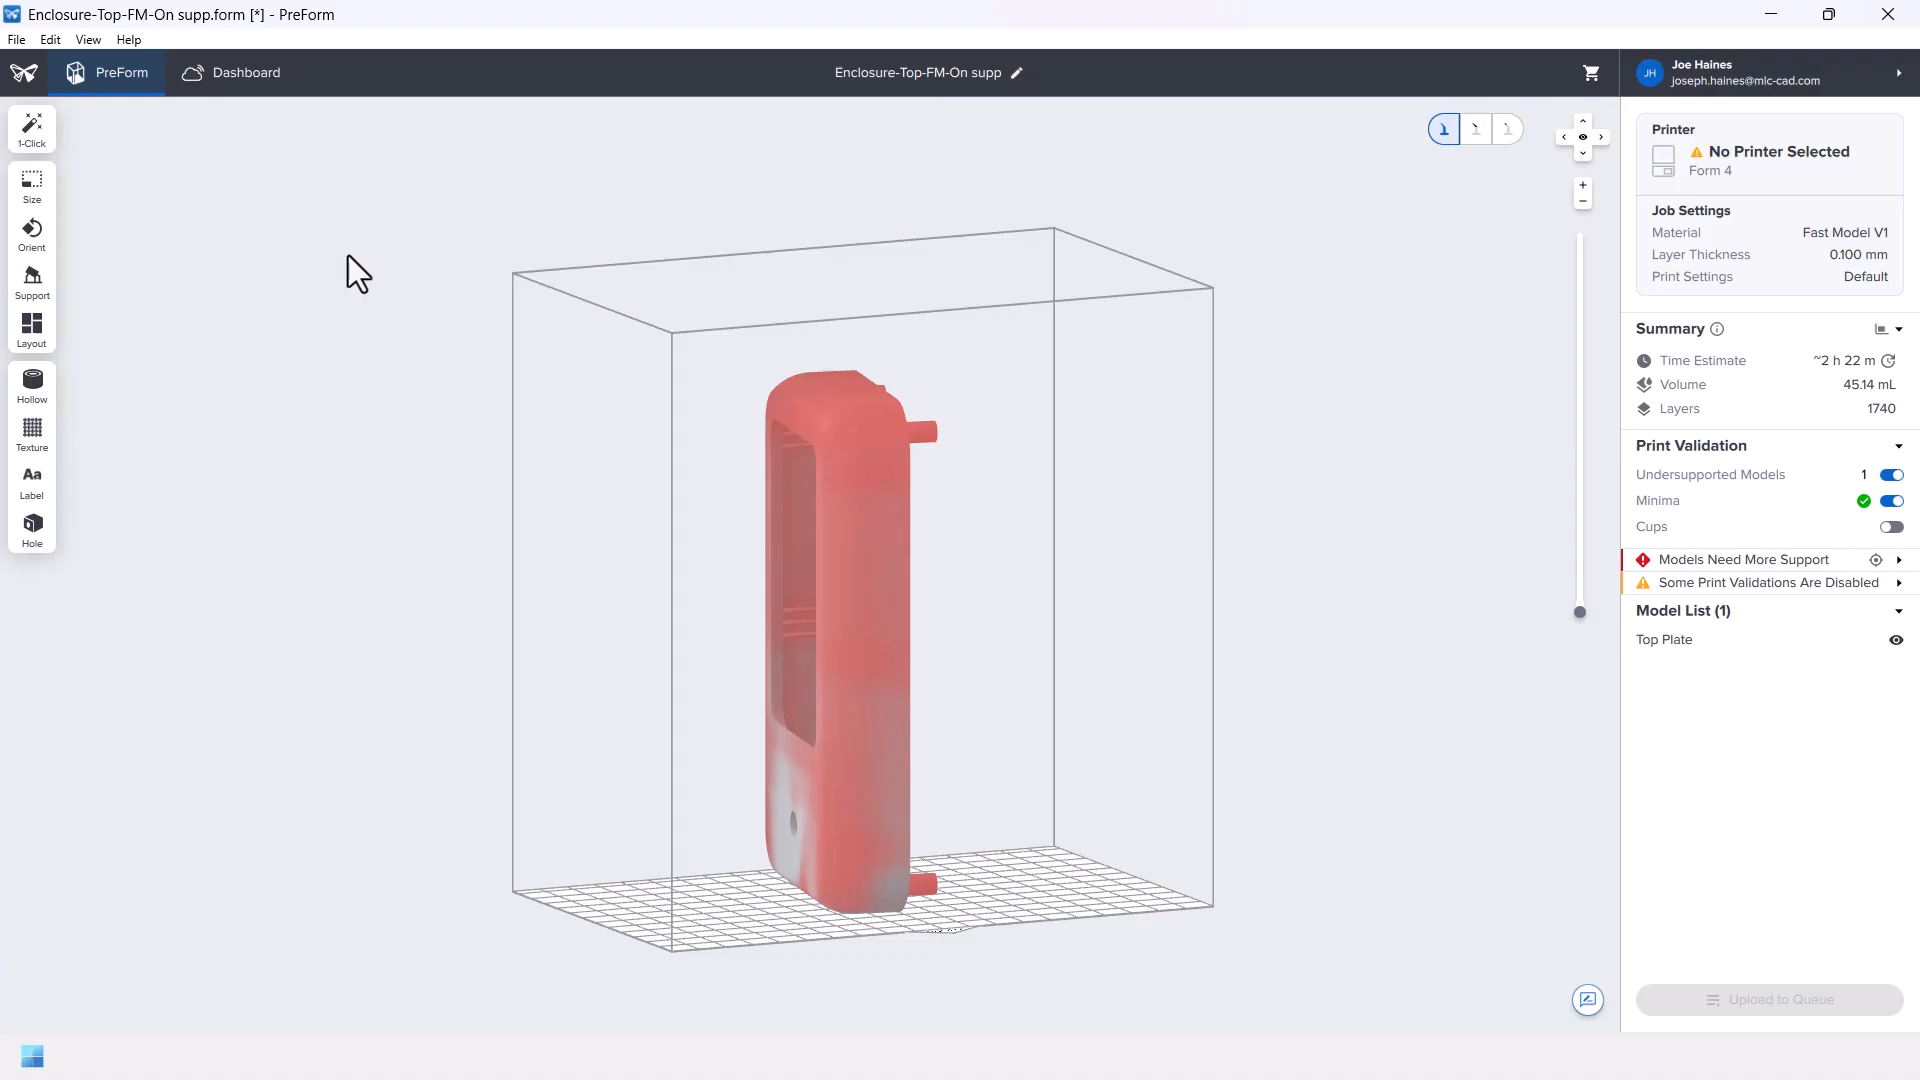 Enclosure-Top-FM-On supp.form [*] - PreForm
File Edit View Help
PreForm Dashboard Enclosure-Top-FM-On supp JH Joe Haines
joseph.haines@mlc-cad.com
1-Click
Size
Orient
Support
Layout
Hollow
Texture
Aa
Label
Hole
Printer
No Printer Selected
Form 4
Job Settings
Material Fast Model V1
Layer Thickness 0.100 mm
Print Settings Default
Summary
Time Estimate ~2 h 22 m
Volume 45.14 mL
Layers 1740
Print Validation
Undersupported Models 1
Minima
Cups
Models Need More Support
Some Print Validations Are Disabled
Model List (1)
Top Plate
Upload to Queue